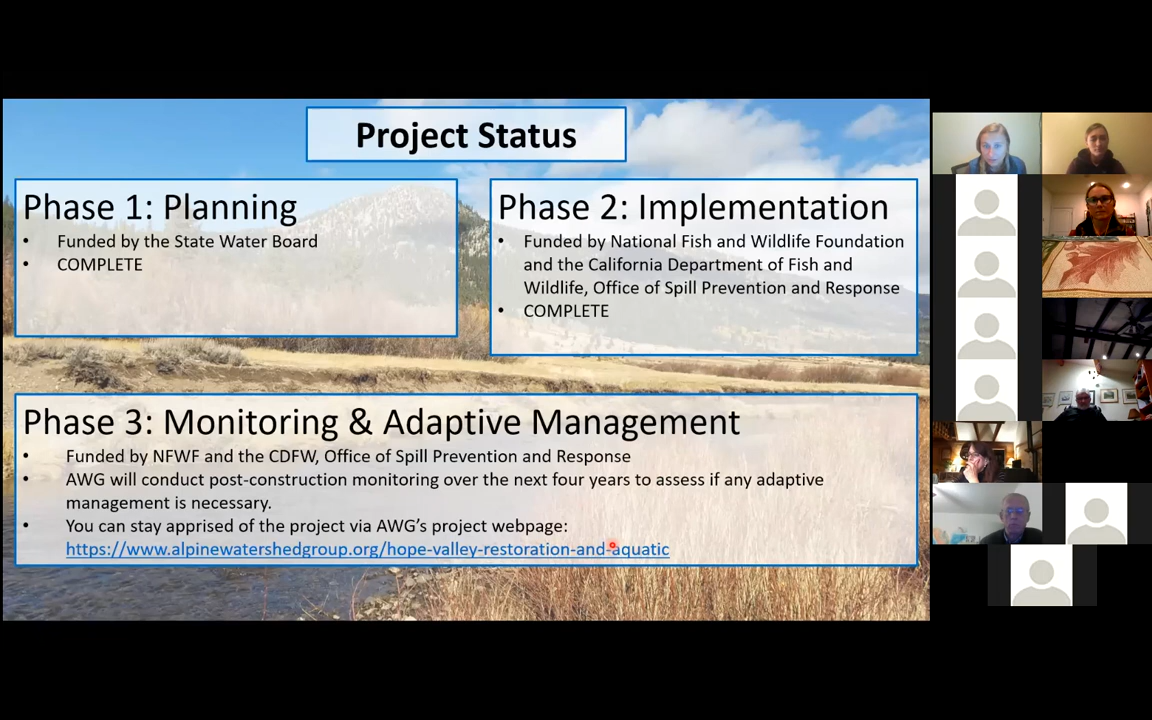 Project Status
Phase 1: Planning
• Funded by the State Water Board
• COMPLETE
Phase 2: Implementation
• Funded by National Fish and Wildlife Foundation
and the California Department of Fish and
Wildlife, Office of Spill Prevention and Response
• COMPLETE
Phase 3: Monitoring & Adaptive Management
• Funded by NFWF and the CDFW, Office of Spill Prevention and Response
• AWG will conduct post-construction monitoring over the next four years to assess if any adaptive
management is necessary.
• You can stay apprised of the project via AWG's project webpage:
https://www.alpinewatershedgroup.org/hope-valley-restoration-and-aquatic